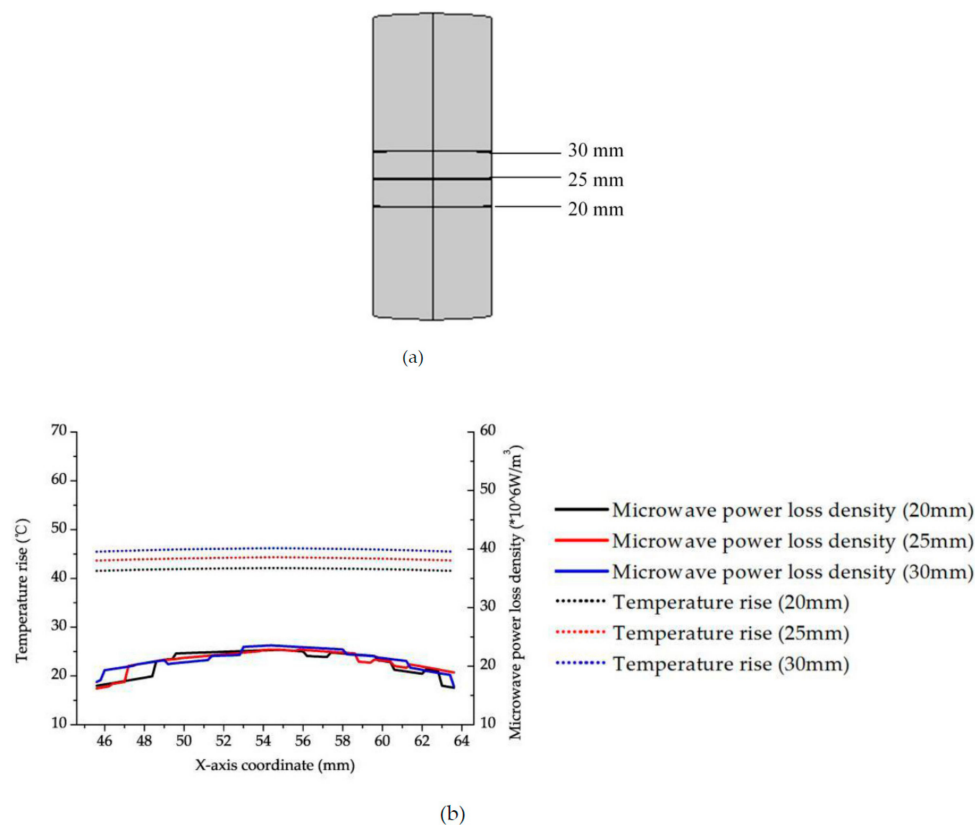 30 mm
25 mm
20 mm
(a)
Temperature rise (℃)
70
60
50
40
30
20
10
46 48 50 52 54 56 58 60 62 64
X-axis coordinate (mm)
60
50
40
30
20
10
Microwave power loss density (*10^6W/m³)
Microwave power loss density (20mm)
Microwave power loss density (25mm)
Microwave power loss density (30mm)
Temperature rise (20mm)
Temperature rise (25mm)
Temperature rise (30mm)
(b)